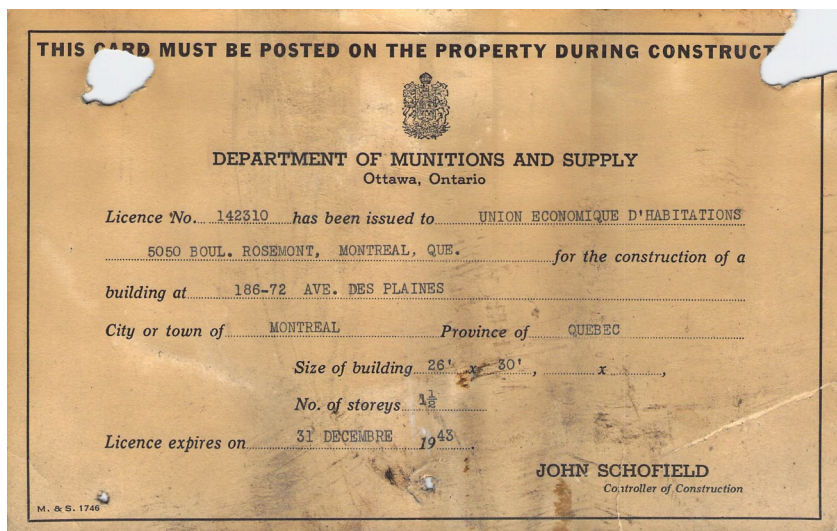 THIS CARD MUST BE POSTED ON THE PROPERTY DURING CONSTRUCT
DEPARTMENT OF MUNITIONS AND SUPPLY
Ottawa, Ontario
Licence No. 142310 has been issued to UNION ECONOMIQUE D'HABITATIONS
5050 BOUL. ROSEMONT, MONTREAL, QUE. for the construction of a
building at 186-72 AVE. DES PLAINES
City or town of MONTREAL Province of QUEBEC
Size of building 26' x 30' , x ,
No. of storeys 1½
Licence expires on 31 DECEMBRE 1943.
JOHN SCHOFIELD
Controller of Construction
M. & S. 1746